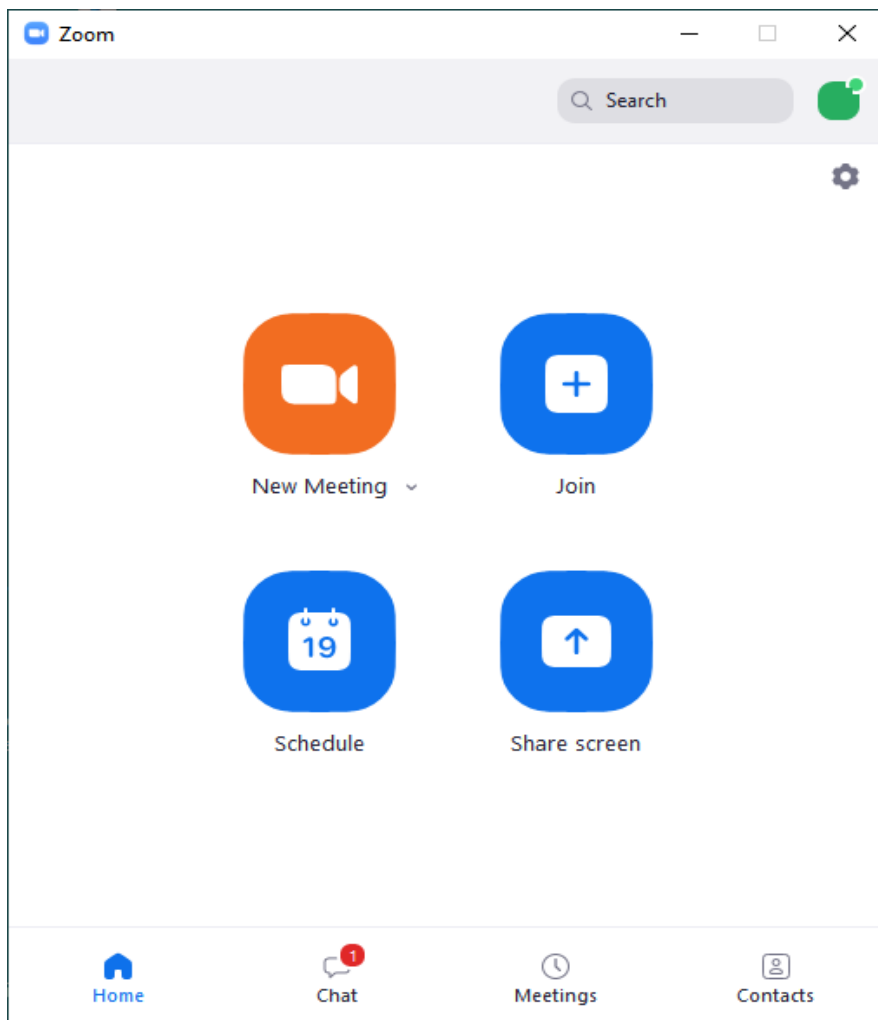 Zoom
Search
New Meeting
Join
19
Schedule
Share screen
1
Home
Chat
Meetings
Contacts